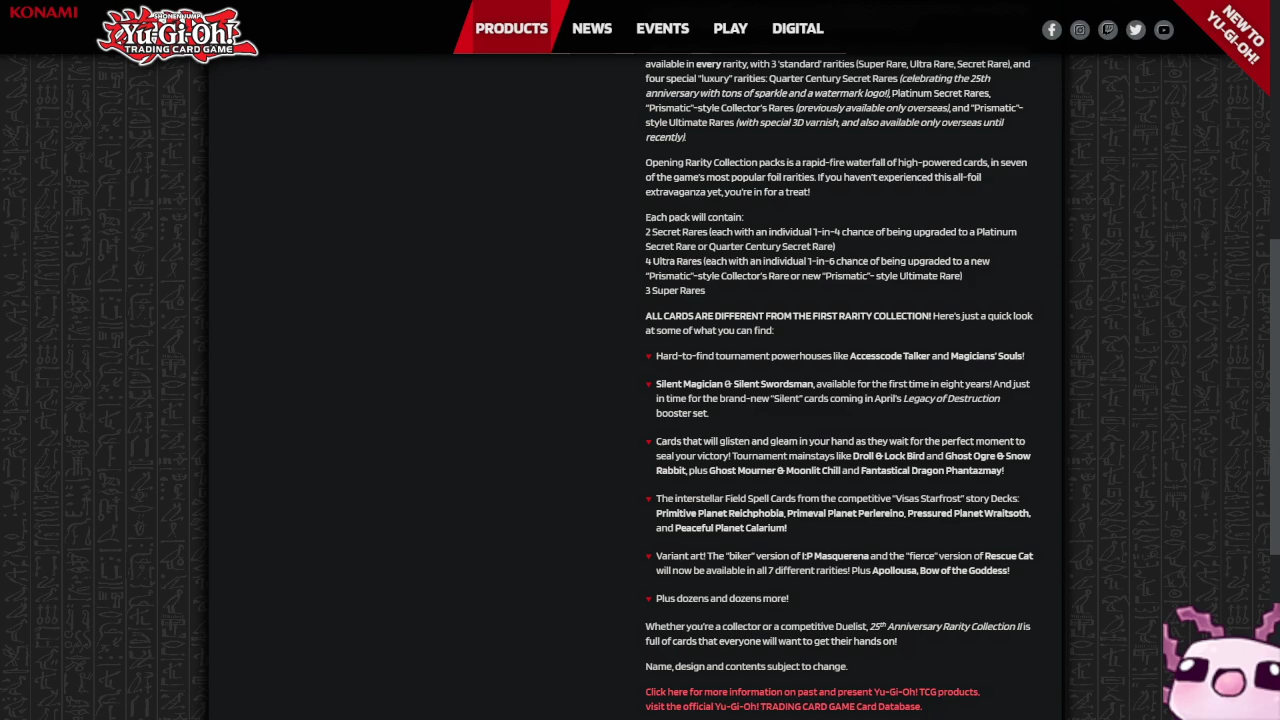 KONAMI
SHONEN JUMP
Yu-Gi-Oh!
TRADING CARD GAME
PRODUCTS
NEWS
EVENTS
PLAY
DIGITAL
NEW TO
YU-GI-OH!
available in every rarity, with 3 'standard' rarities (Super Rare, Ultra Rare, Secret Rare), and
four special "luxury" rarities: Quarter Century Secret Rares (celebrating the 25th
anniversary with tons of sparkle and a watermark logo!), Platinum Secret Rares,
"Prismatic"-style Collector's Rares (previously available only overseas), and "Prismatic"-
style Ultimate Rares (with special 3D varnish, and also available only overseas until
recently).
Opening Rarity Collection packs is a rapid-fire waterfall of high-powered cards, in seven
of the game's most popular foil rarities. If you haven't experienced this all-foil
extravaganza yet, you're in for a treat!
Each pack will contain:
2 Secret Rares (each with an individual 1-in-4 chance of being upgraded to a Platinum
Secret Rare or Quarter Century Secret Rare)
4 Ultra Rares (each with an individual 1-in-6 chance of being upgraded to a new
"Prismatic"-style Collector's Rare or new "Prismatic"- style Ultimate Rare)
3 Super Rares
ALL CARDS ARE DIFFERENT FROM THE FIRST RARITY COLLECTION! Here's just a quick look
at some of what you can find:
Hard-to-find tournament powerhouses like Accesscode Talker and Magicians' Souls!
Silent Magician & Silent Swordsman, available for the first time in eight years! And just
in time for the brand-new "Silent" cards coming in April's Legacy of Destruction
booster set.
Cards that will glisten and gleam in your hand as they wait for the perfect moment to
seal your victory! Tournament mainstays like Droll & Lock Bird and Ghost Ogre & Snow
Rabbit, plus Ghost Mourner & Moonlit Chill and Fantastical Dragon Phantazmay!
The interstellar Field Spell Cards from the competitive "Visas Starfrost" story Decks:
Primitive Planet Reichphobia, Primeval Planet Perlereino, Pressured Planet Wraitsoth,
and Peaceful Planet Calarium!
Variant art! The "biker" version of I:P Masquerena and the "fierce" version of Rescue Cat
will now be available in all 7 different rarities! Plus Apollousa, Bow of the Goddess!
Plus dozens and dozens more!
Whether you're a collector or a competitive Duelist, 25th Anniversary Rarity Collection II is
full of cards that everyone will want to get their hands on!
Name, design and contents subject to change.
Click here for more information on past and present Yu-Gi-Oh! TCG products.
visit the official Yu-Gi-Oh! TRADING CARD GAME Card Database.